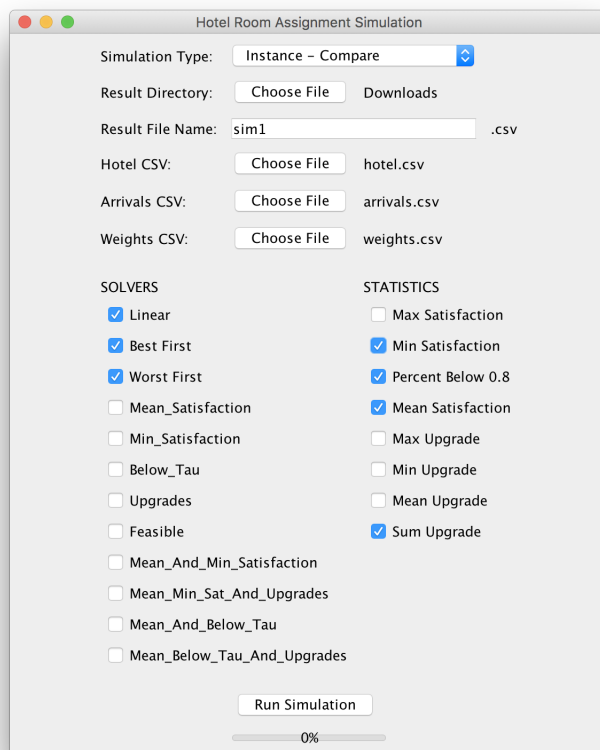 Hotel Room Assignment Simulation
Simulation Type: Instance – Compare
Result Directory: Choose File Downloads
Result File Name: sim1 .csv
Hotel CSV: Choose File hotel.csv
Arrivals CSV: Choose File arrivals.csv
Weights CSV: Choose File weights.csv
SOLVERS STATISTICS
Linear Max Satisfaction
Best First Min Satisfaction
Worst First Percent Below 0.8
Mean_Satisfaction Mean Satisfaction
Min_Satisfaction Max Upgrade
Below_Tau Min Upgrade
Upgrades Mean Upgrade
Feasible Sum Upgrade
Mean_And_Min_Satisfaction
Mean_Min_Sat_And_Upgrades
Mean_And_Below_Tau
Mean_Below_Tau_And_Upgrades
Run Simulation
0%